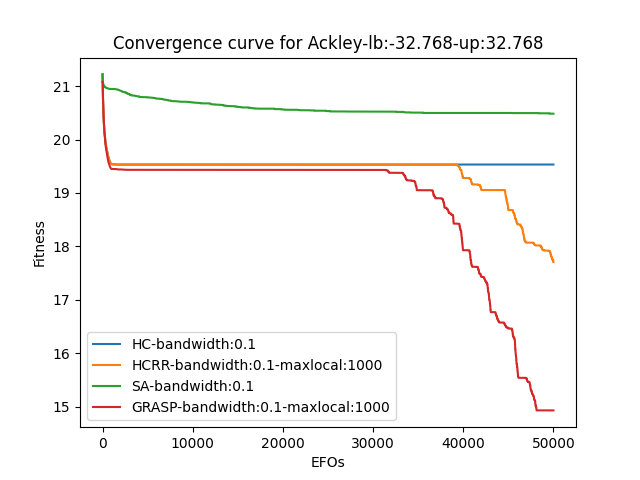 Convergence curve for Ackley-lb:-32.768-up:32.768
21
20
19
18
17
16
15
Fitness
HC-bandwidth:0.1
HCRR-bandwidth:0.1-maxlocal:1000
SA-bandwidth:0.1
GRASP-bandwidth:0.1-maxlocal:1000
0 10000 20000 30000 40000 50000
EFOs